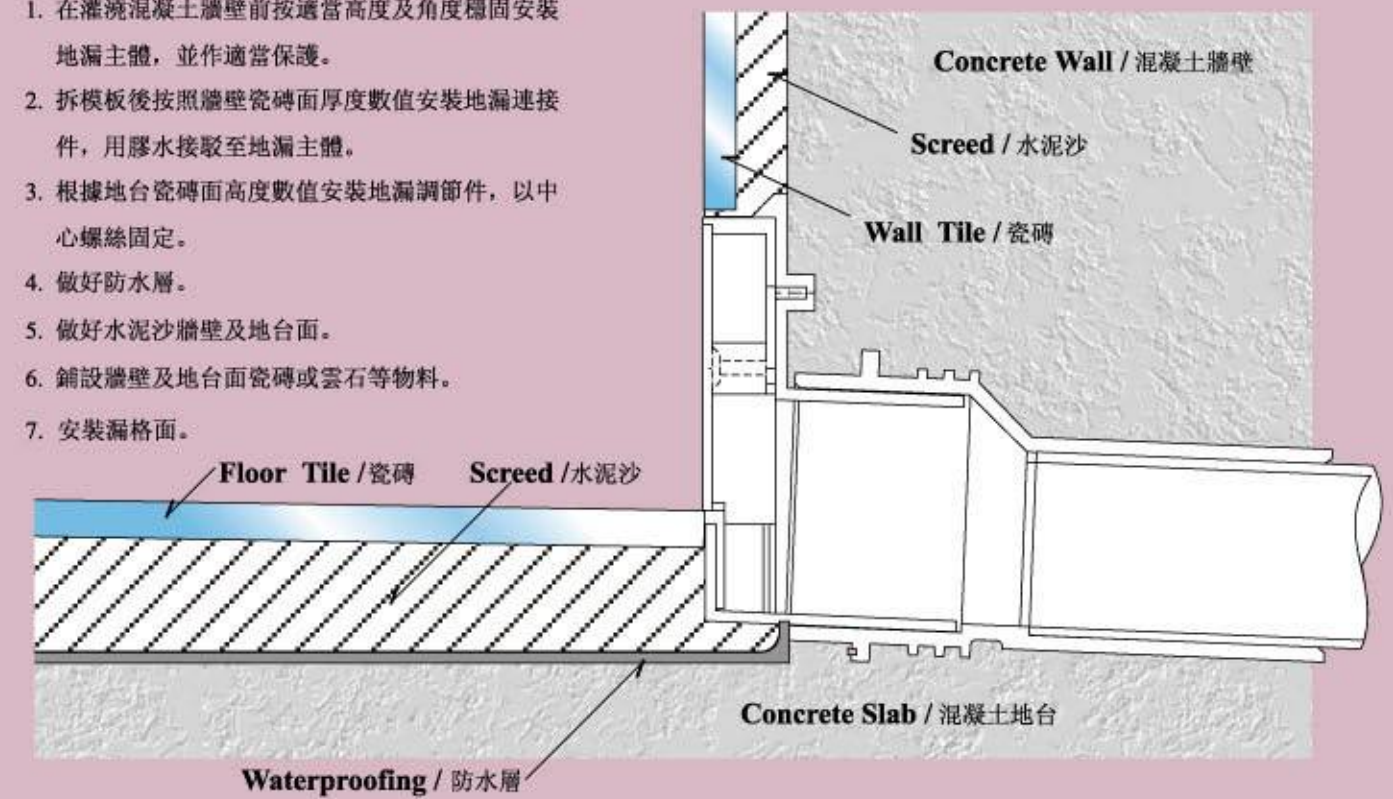 1. 在灌澆混凝土牆壁前按適當高度及角度穩固安裝
地漏主體，並作適當保護。
2. 拆模板後按照牆壁瓷磚面厚度數值安裝地漏連接
件，用膠水接駁至地漏主體。
3. 根據地台瓷磚面高度數值安裝地漏調節件，以中
心螺絲固定。
4. 做好防水層。
5. 做好水泥沙牆壁及地台面。
6. 鋪設牆壁及地台面瓷磚或雲石等物料。
7. 安裝漏格面。
Concrete Wall / 混凝土牆壁
Screed / 水泥沙
Wall Tile / 瓷磚
Floor Tile /瓷磚
Screed /水泥沙
Concrete Slab / 混凝土地台
Waterproofing / 防水層